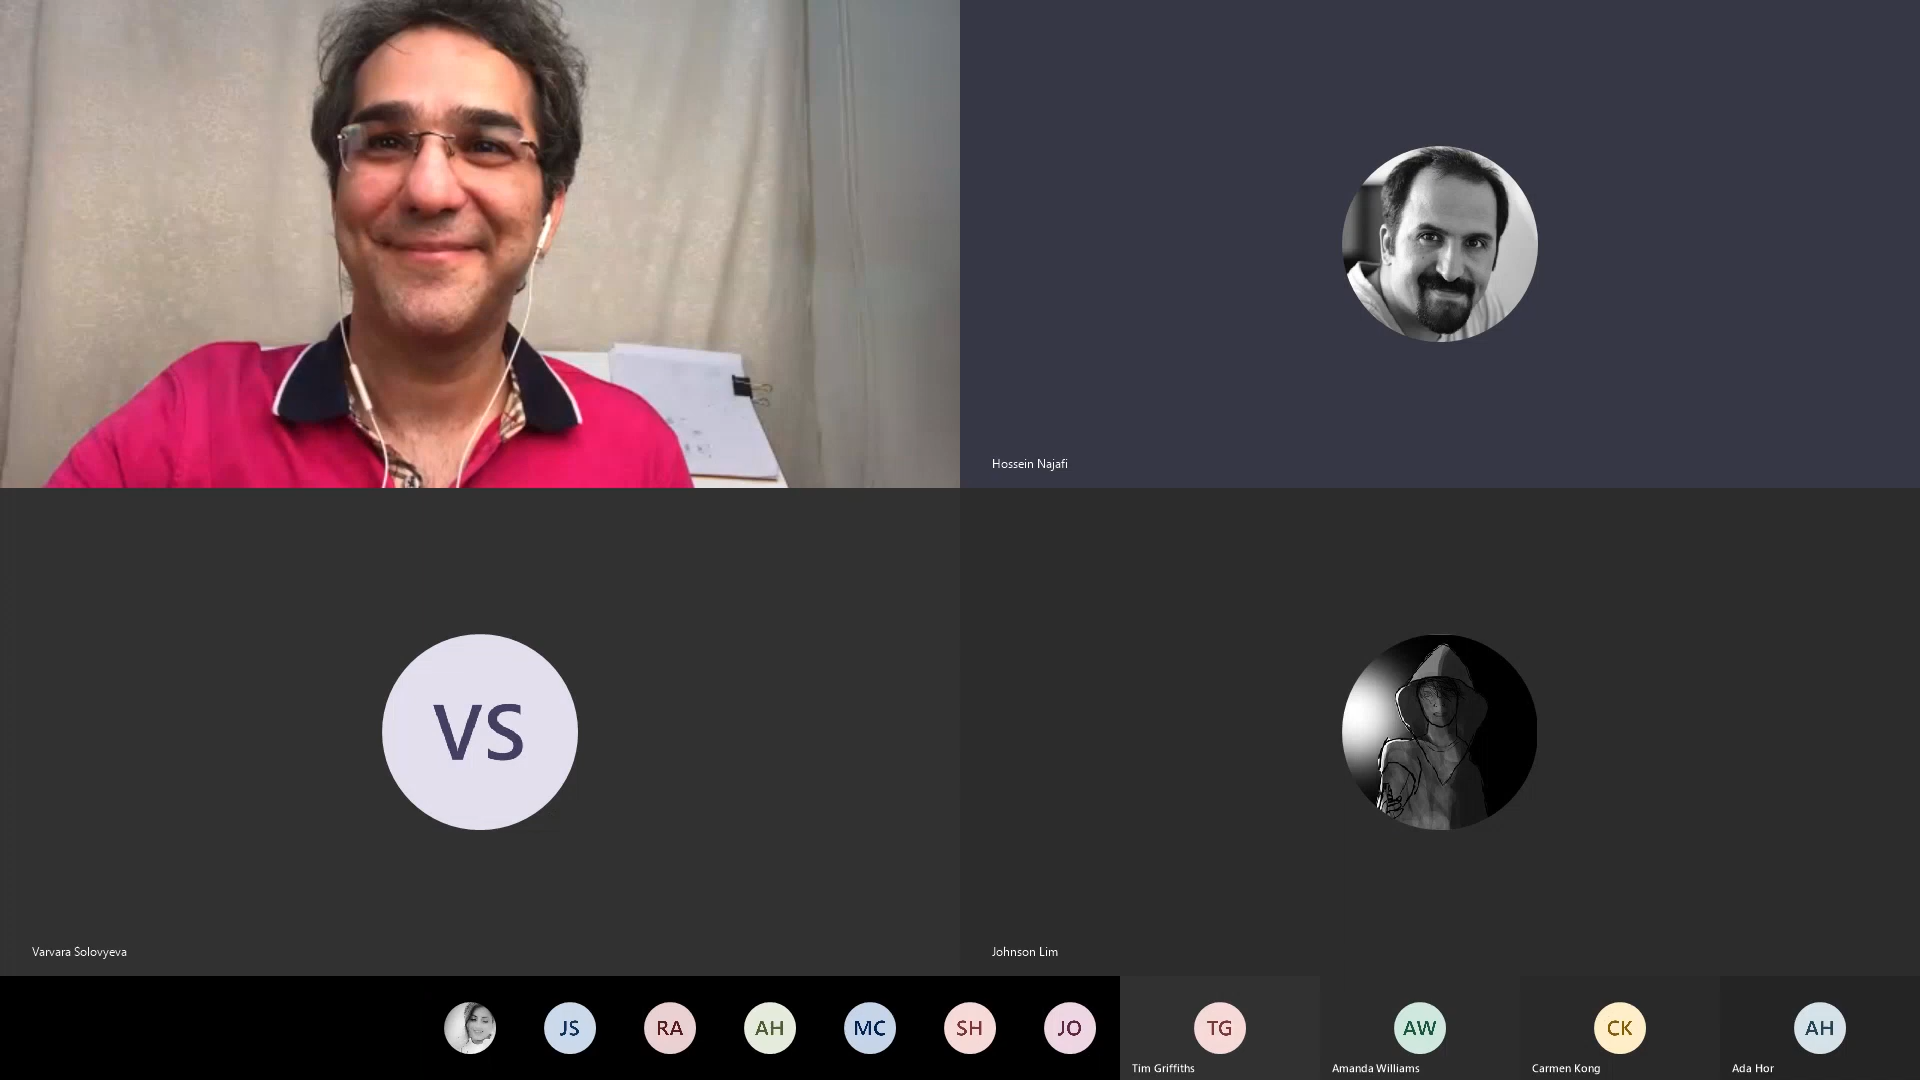 Hossein Najafi
VS
Varvara Solovyeva
Johnson Lim
JS
RA
AH
MC
SH
JO
TG
AW
CK
AH
Tim Griffiths
Amanda Williams
Carmen Kong
Ada Hor